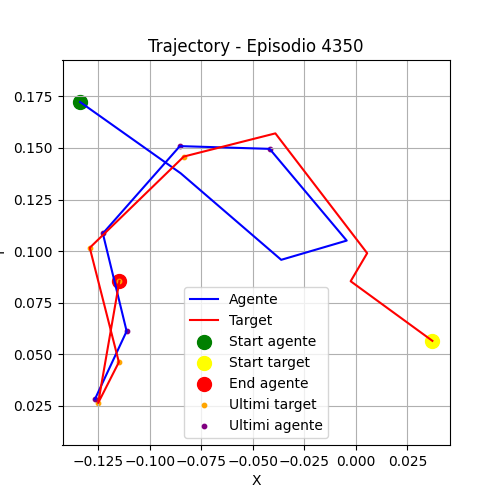 Trajectory - Episodio 4350
0.175
0.150
0.125
0.100
0.075
0.050
0.025
Agente
Target
Start agente
Start target
End agente
Ultimi target
Ultimi agente
−0.125 −0.100 −0.075 −0.050 −0.025 0.000 0.025
X